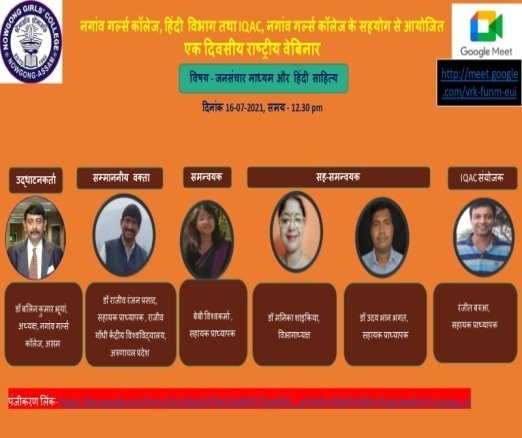 NOWGONG GIRLS' COLLEGE
NOWGONG-ASSAM
नगांव गर्ल्स कॉलेज, हिंदी विभाग तथा IQAC, नगांव गर्ल्स कॉलेज के सहयोग से आयोजित
एक दिवसीय राष्ट्रीय वेबिनार
विषय - जनसंचार माध्यम और हिंदी साहित्य
दिनांक 16-07-2021, समय - 12.30 pm
Google Meet
http://meet.google
.com/vrk-funm-eui
उद्घाटनकर्ता
सम्माननीय वक्ता
समन्वयक
सह-समन्वयक
IQAC संयोजक
डॉ बलिन कुमार भूयां,
अध्यक्ष, नगांव गर्ल्स
कॉलेज, असम
डॉ राजीव रंजन प्रसाद,
सहायक प्राध्यापक, राजीव
गाँधी केंद्रीय विश्वविद्यालय,
अरुणाचल प्रदेश
बेबी विश्वकर्मा,
सहायक प्राध्यापक
डॉ मनिका शाइकिया,
विभागाध्यक्ष
डॉ उदय भान भगत,
सहायक प्राध्यापक
रंजीत बरुआ,
सहायक प्राध्यापक
पंजीकरण लिंक-